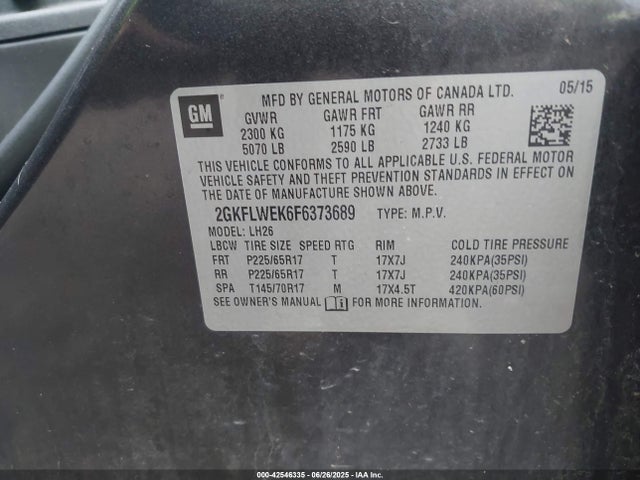 GM
MFD BY GENERAL MOTORS OF CANADA LTD. 05/15
GVWR GAWR FRT GAWR RR
2300 KG 1175 KG 1240 KG
5070 LB 2590 LB 2733 LB
THIS VEHICLE CONFORMS TO ALL APPLICABLE U.S. FEDERAL MOTOR
VEHICLE SAFETY AND THEFT PREVENTION STANDARDS IN EFFECT ON
THE DATE OF MANUFACTURE SHOWN ABOVE.
2GKFLWEK6F6373689 TYPE: M.P.V.
MODEL: LH26
LBCW TIRE SIZE SPEED RTG RIM COLD TIRE PRESSURE
FRT P225/65R17 T 17X7J 240KPA(35PSI)
RR P225/65R17 T 17X7J 240KPA(35PSI)
SPA T145/70R17 M 17X4.5T 420KPA(60PSI)
SEE OWNER'S MANUAL FOR MORE INFORMATION.
000-42546335 - 06/26/2025 - IAA Inc.